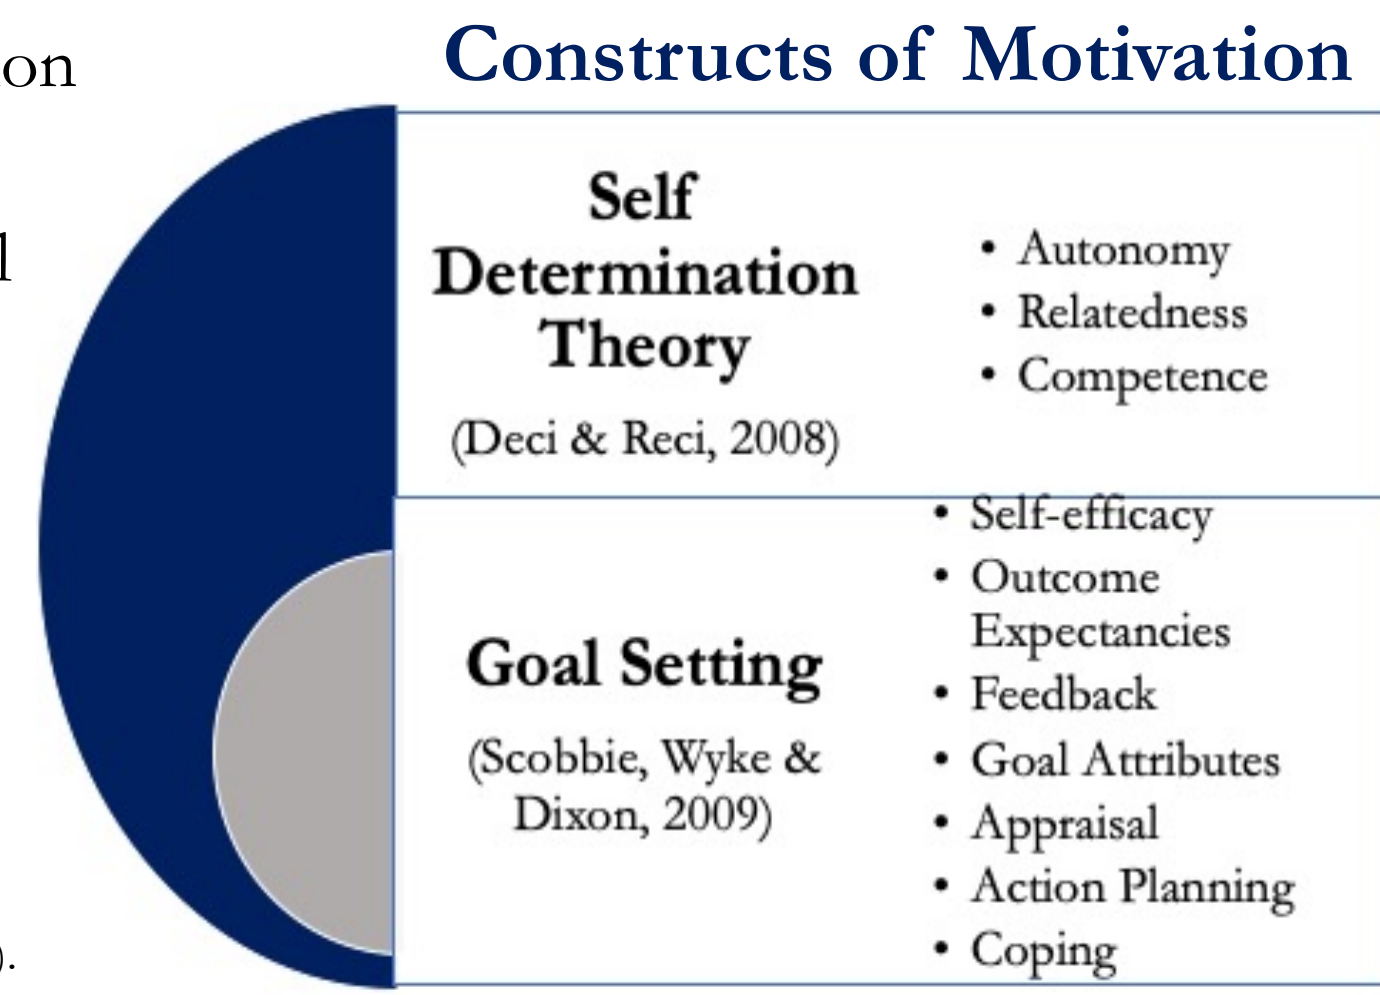 Constructs of Motivation
on
l
).
Self
Determination
Theory
(Deci & Reci, 2008)
• Autonomy
• Relatedness
• Competence
Goal Setting
(Scobbie, Wyke &
Dixon, 2009)
• Self-efficacy
• Outcome
Expectancies
• Feedback
• Goal Attributes
• Appraisal
• Action Planning
• Coping